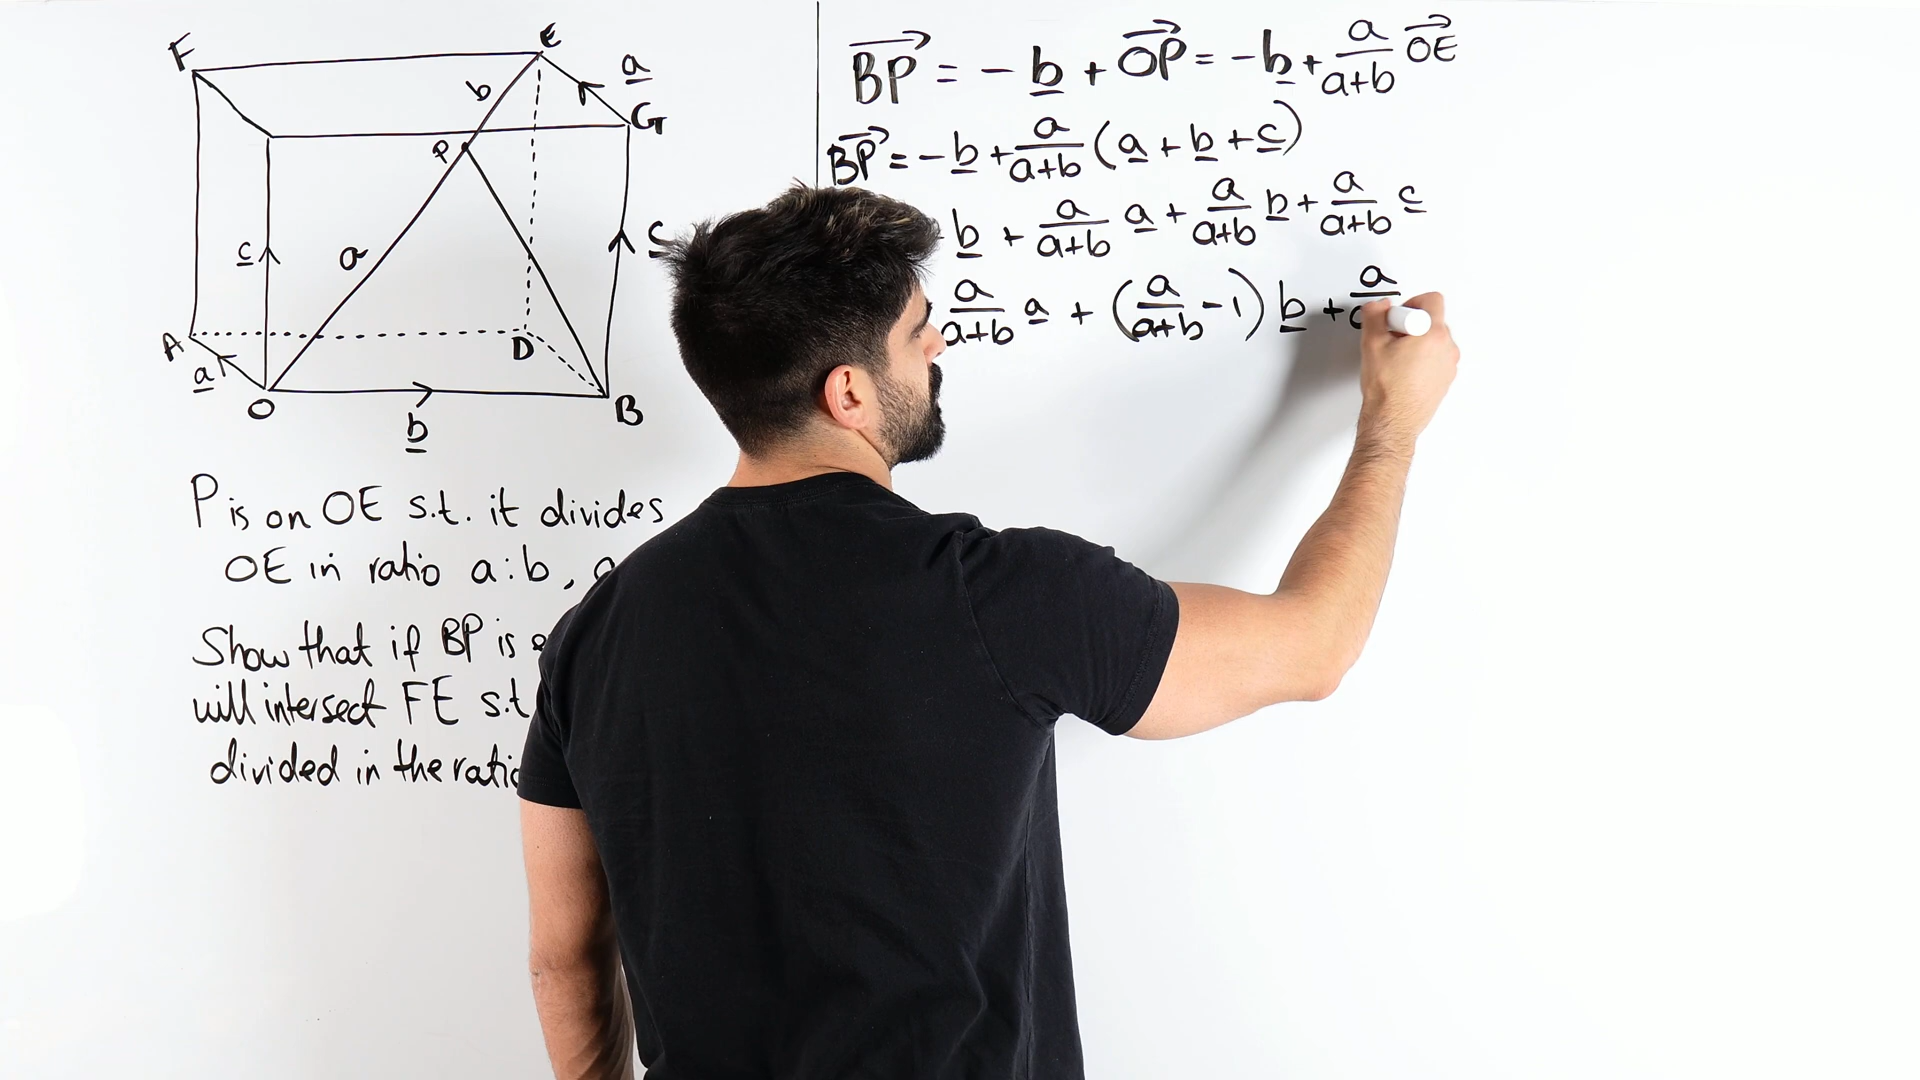 F
E
b
a
G
P
c
a
c
A
a
D
O
b
B
P is on OE s.t. it divides
OE in ratio a:b,
Show that if BP is
will intersect FE s.t
divided in the ratio
BP = -b + OP = -b + a/(a+b) OE
BP = -b + a/(a+b) (a + b + c)
b + a/(a+b) a + a/(a+b) b + a/(a+b) c
a/(a+b) a + (a/(a+b) - 1) b + a